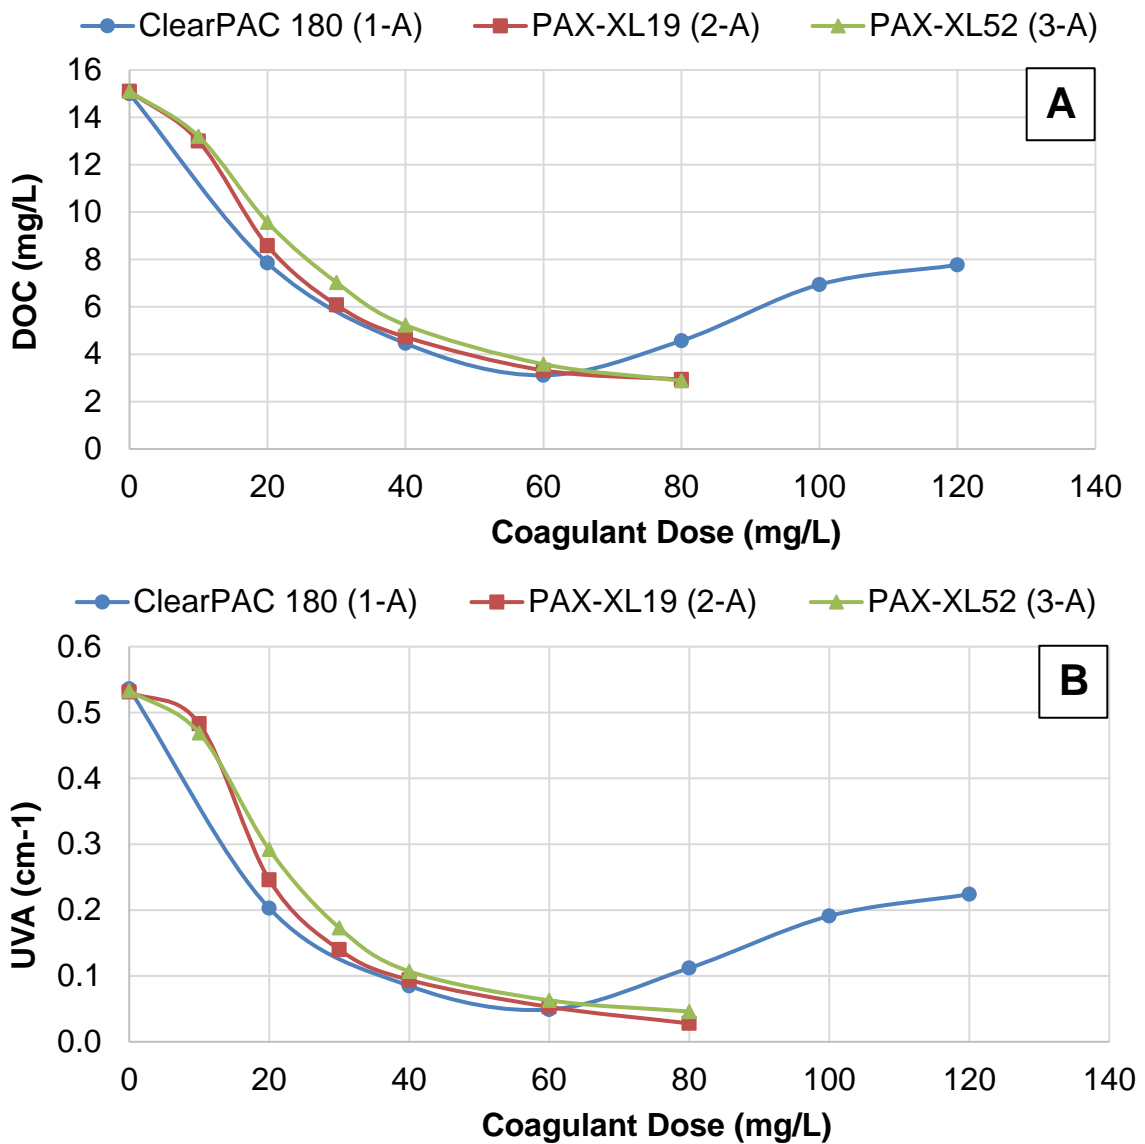 ClearPAC 180 (1-A) PAX-XL19 (2-A) PAX-XL52 (3-A)
A
DOC (mg/L)
16
14
12
10
8
6
4
2
0
0 20 40 60 80 100 120 140
Coagulant Dose (mg/L)
ClearPAC 180 (1-A) PAX-XL19 (2-A) PAX-XL52 (3-A)
B
UVA (cm-1)
0.6
0.5
0.4
0.3
0.2
0.1
0.0
0 20 40 60 80 100 120 140
Coagulant Dose (mg/L)